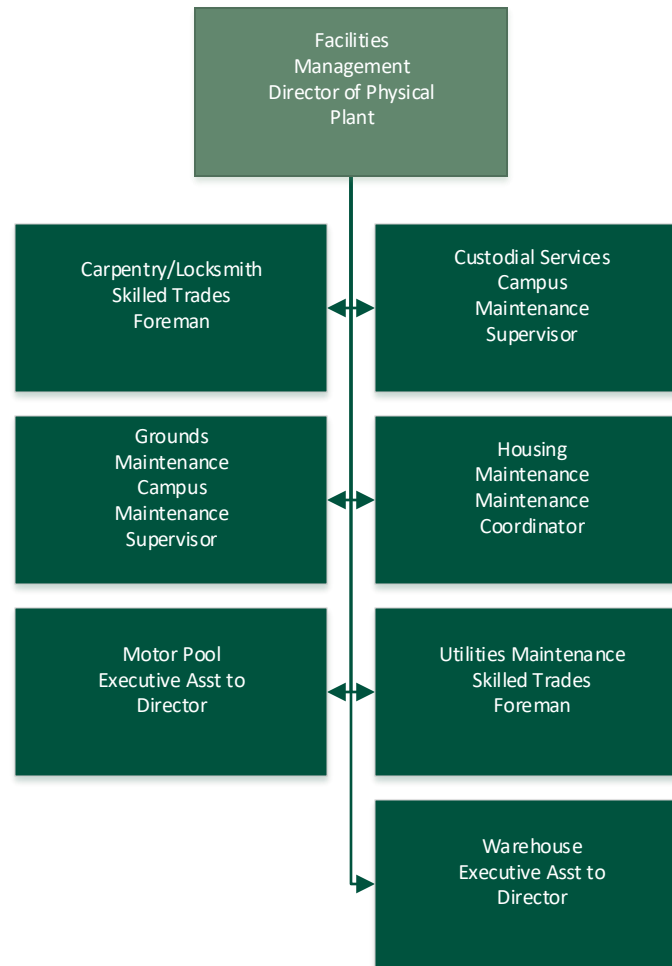 Facilities
Management
Director of Physical
Plant
Carpentry/Locksmith
Skilled Trades
Foreman
Custodial Services
Campus
Maintenance
Supervisor
Grounds
Maintenance
Campus
Maintenance
Supervisor
Housing
Maintenance
Maintenance
Coordinator
Motor Pool
Executive Asst to
Director
Utilities Maintenance
Skilled Trades
Foreman
Warehouse
Executive Asst to
Director